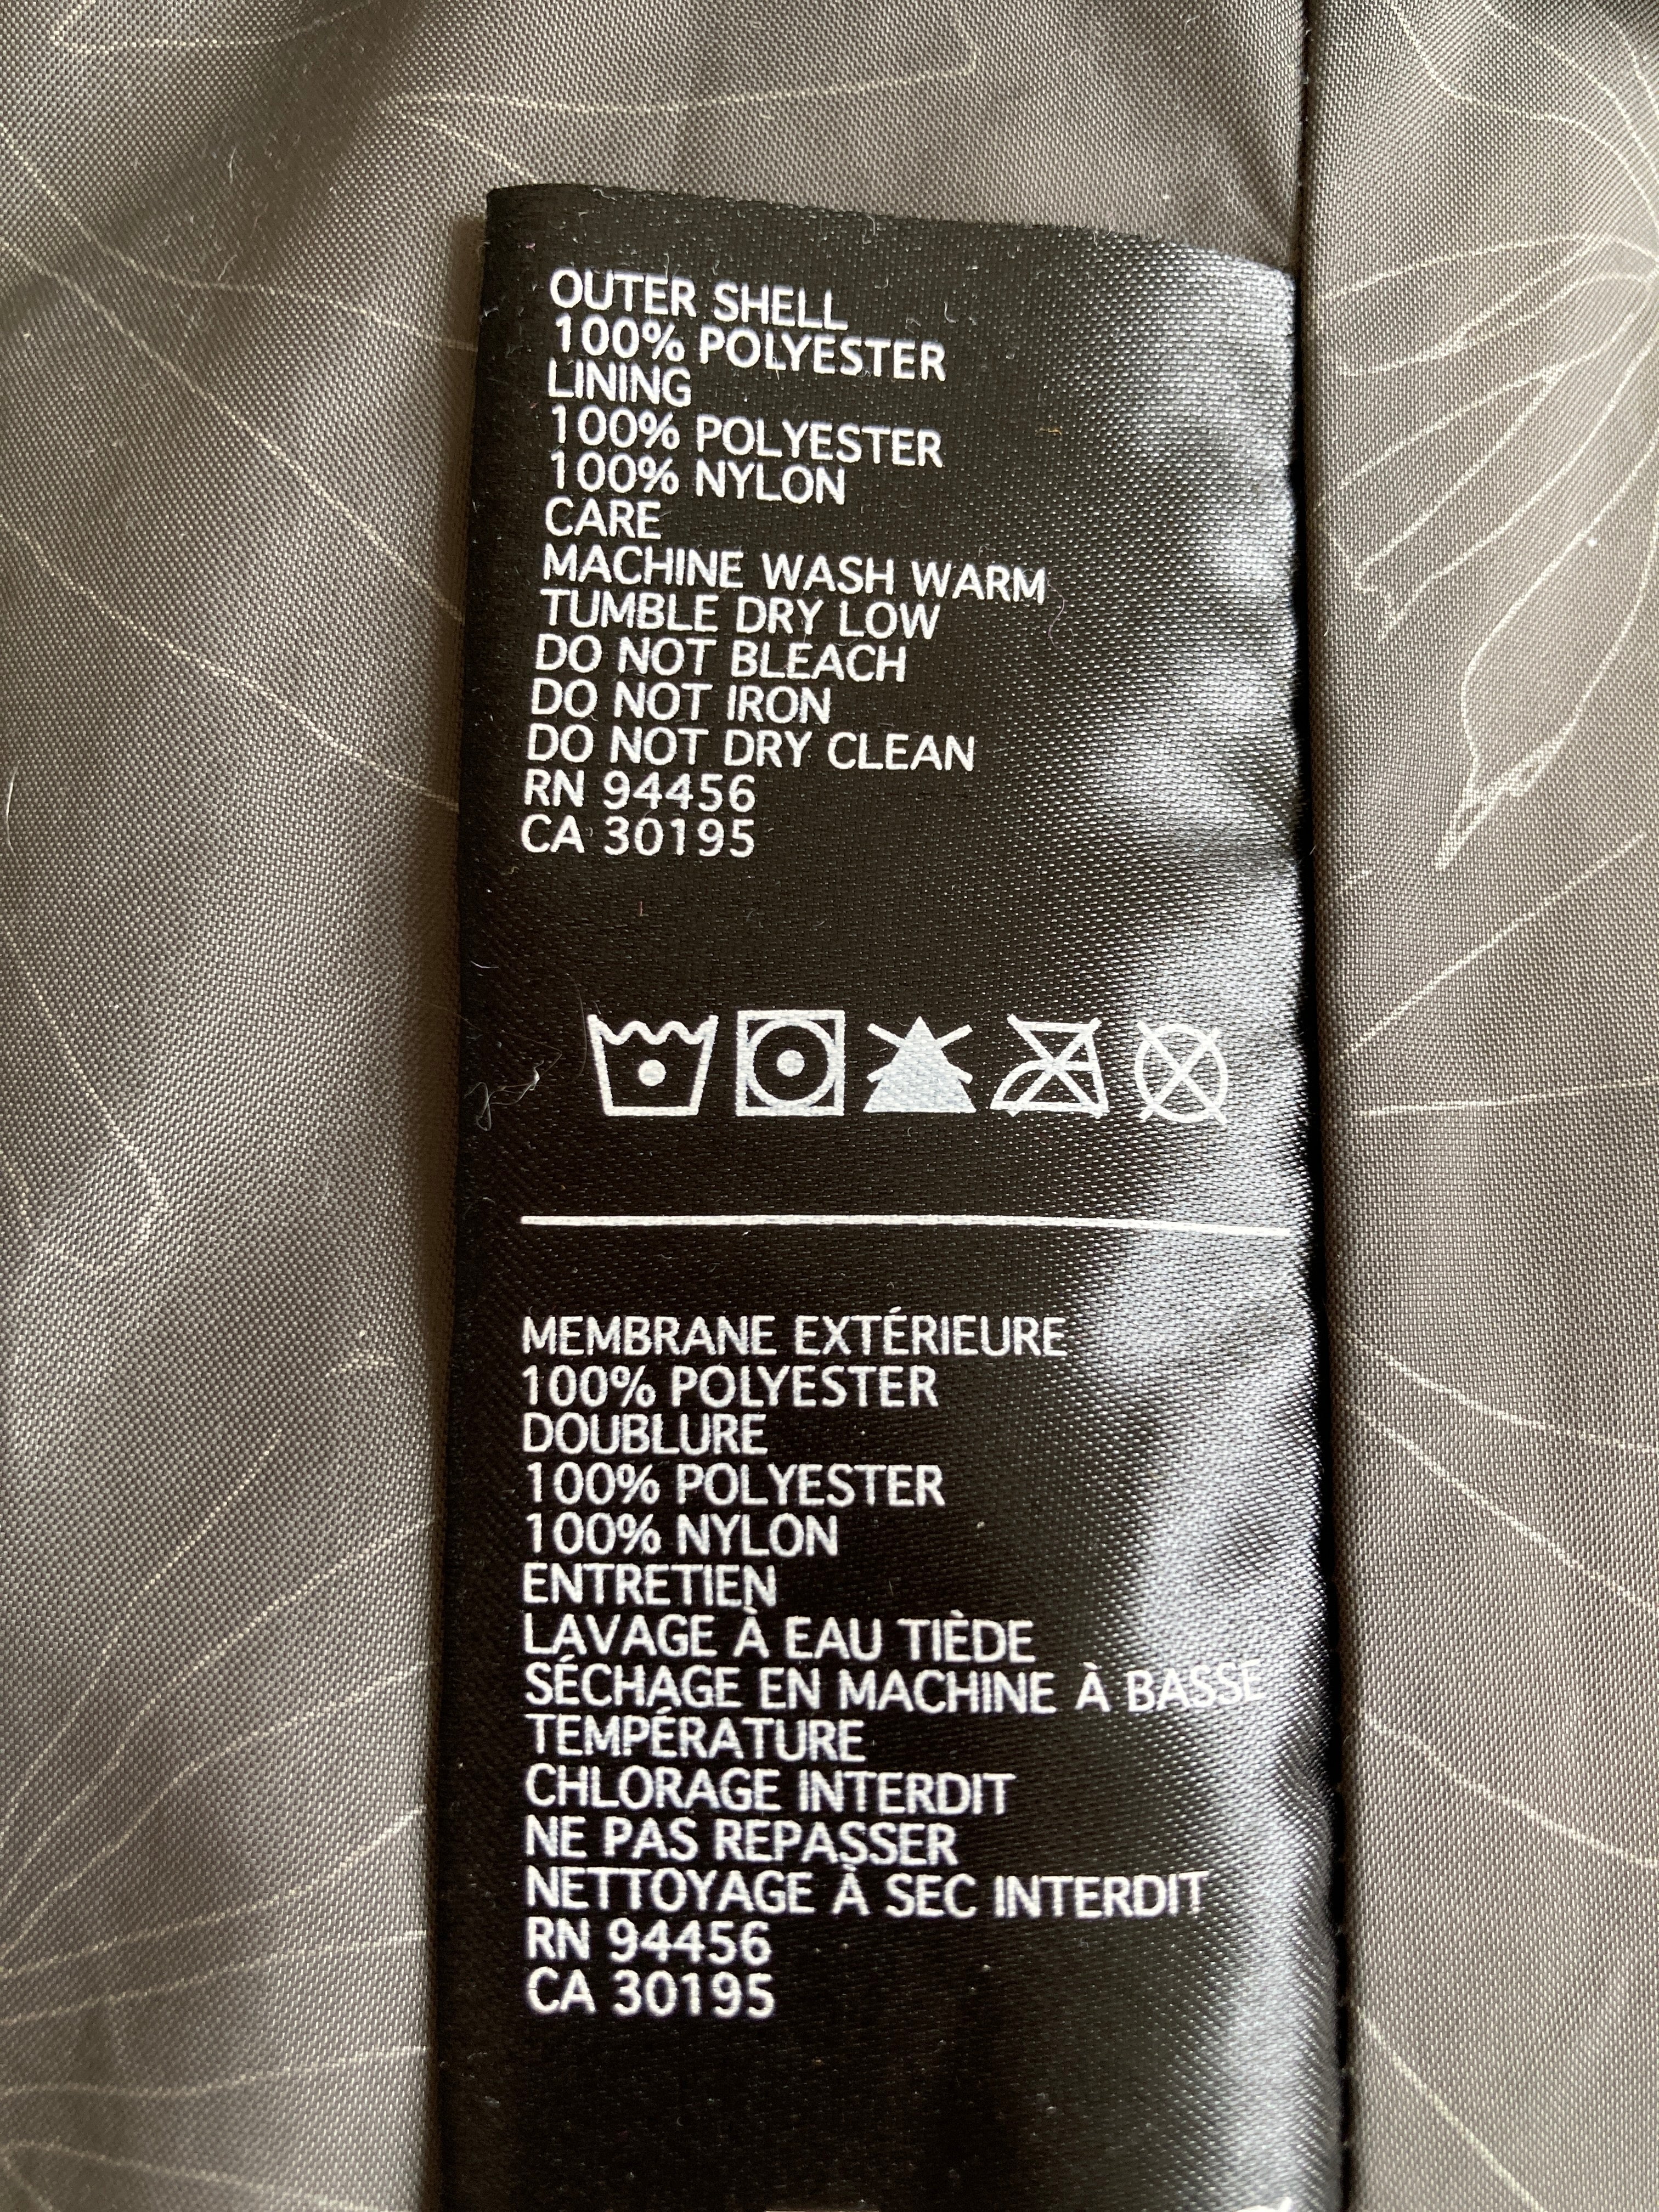 OUTER SHELL
100% POLYESTER
LINING
100% POLYESTER
100% NYLON
CARE
MACHINE WASH WARM
TUMBLE DRY LOW
DO NOT BLEACH
DO NOT IRON
DO NOT DRY CLEAN
RN 94456
CA 30195
MEMBRANE EXTÉRIEURE
100% POLYESTER
DOUBLURE
100% POLYESTER
100% NYLON
ENTRETIEN
LAVAGE À EAU TIÈDE
SÉCHAGE EN MACHINE À BASSE
TEMPÉRATURE
CHLORAGE INTERDIT
NE PAS REPASSER
NETTOYAGE À SEC INTERDIT
RN 94456
CA 30195